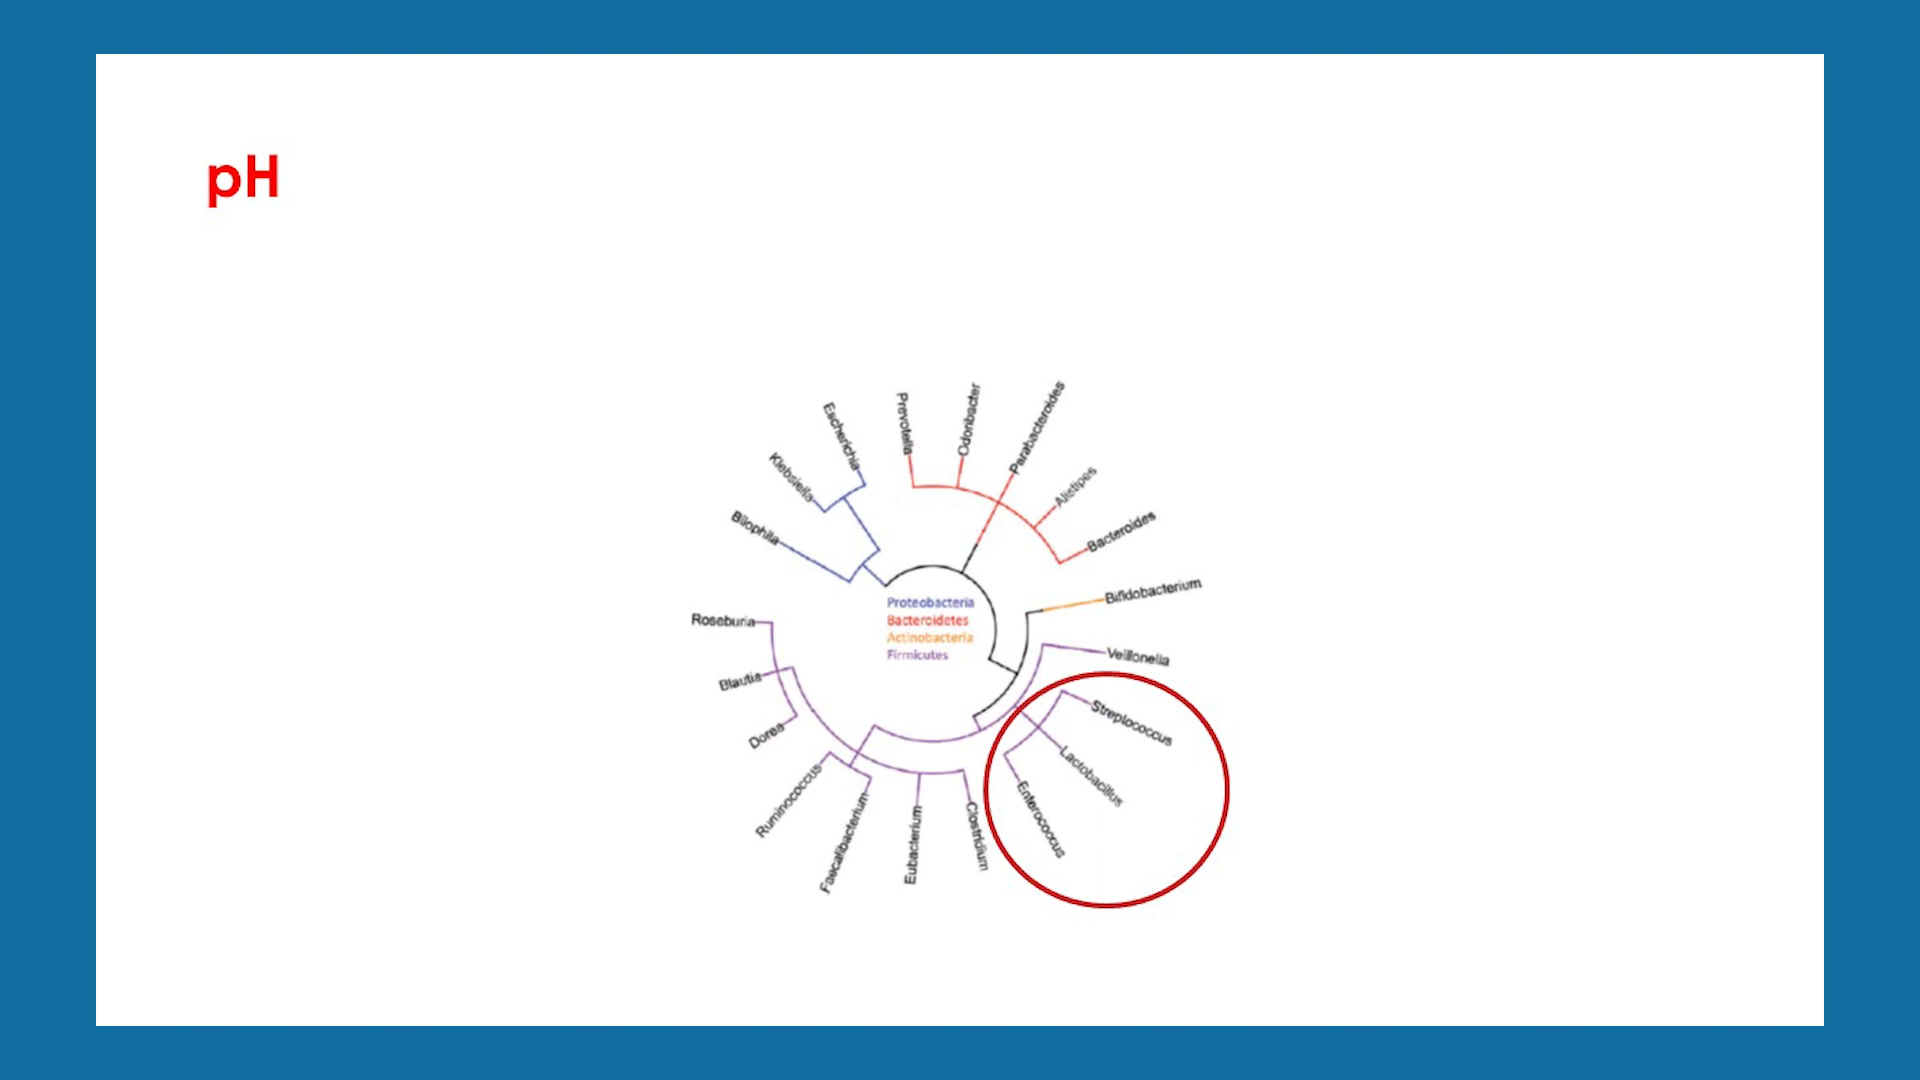 pH
Prevotella
Odoribacter
Parabacteroides
Escherichia
Klebsiella
Alistipes
Bilophila
Bacteroides
Bifidobacterium
Proteobacteria
Bacteroidetes
Actinobacteria
Firmicutes
Roseburia
Veillonella
Blautia
Streptococcus
Dorea
Lactobacillus
Ruminococcus
Enterococcus
Faecalibacterium
Eubacterium
Clostridium